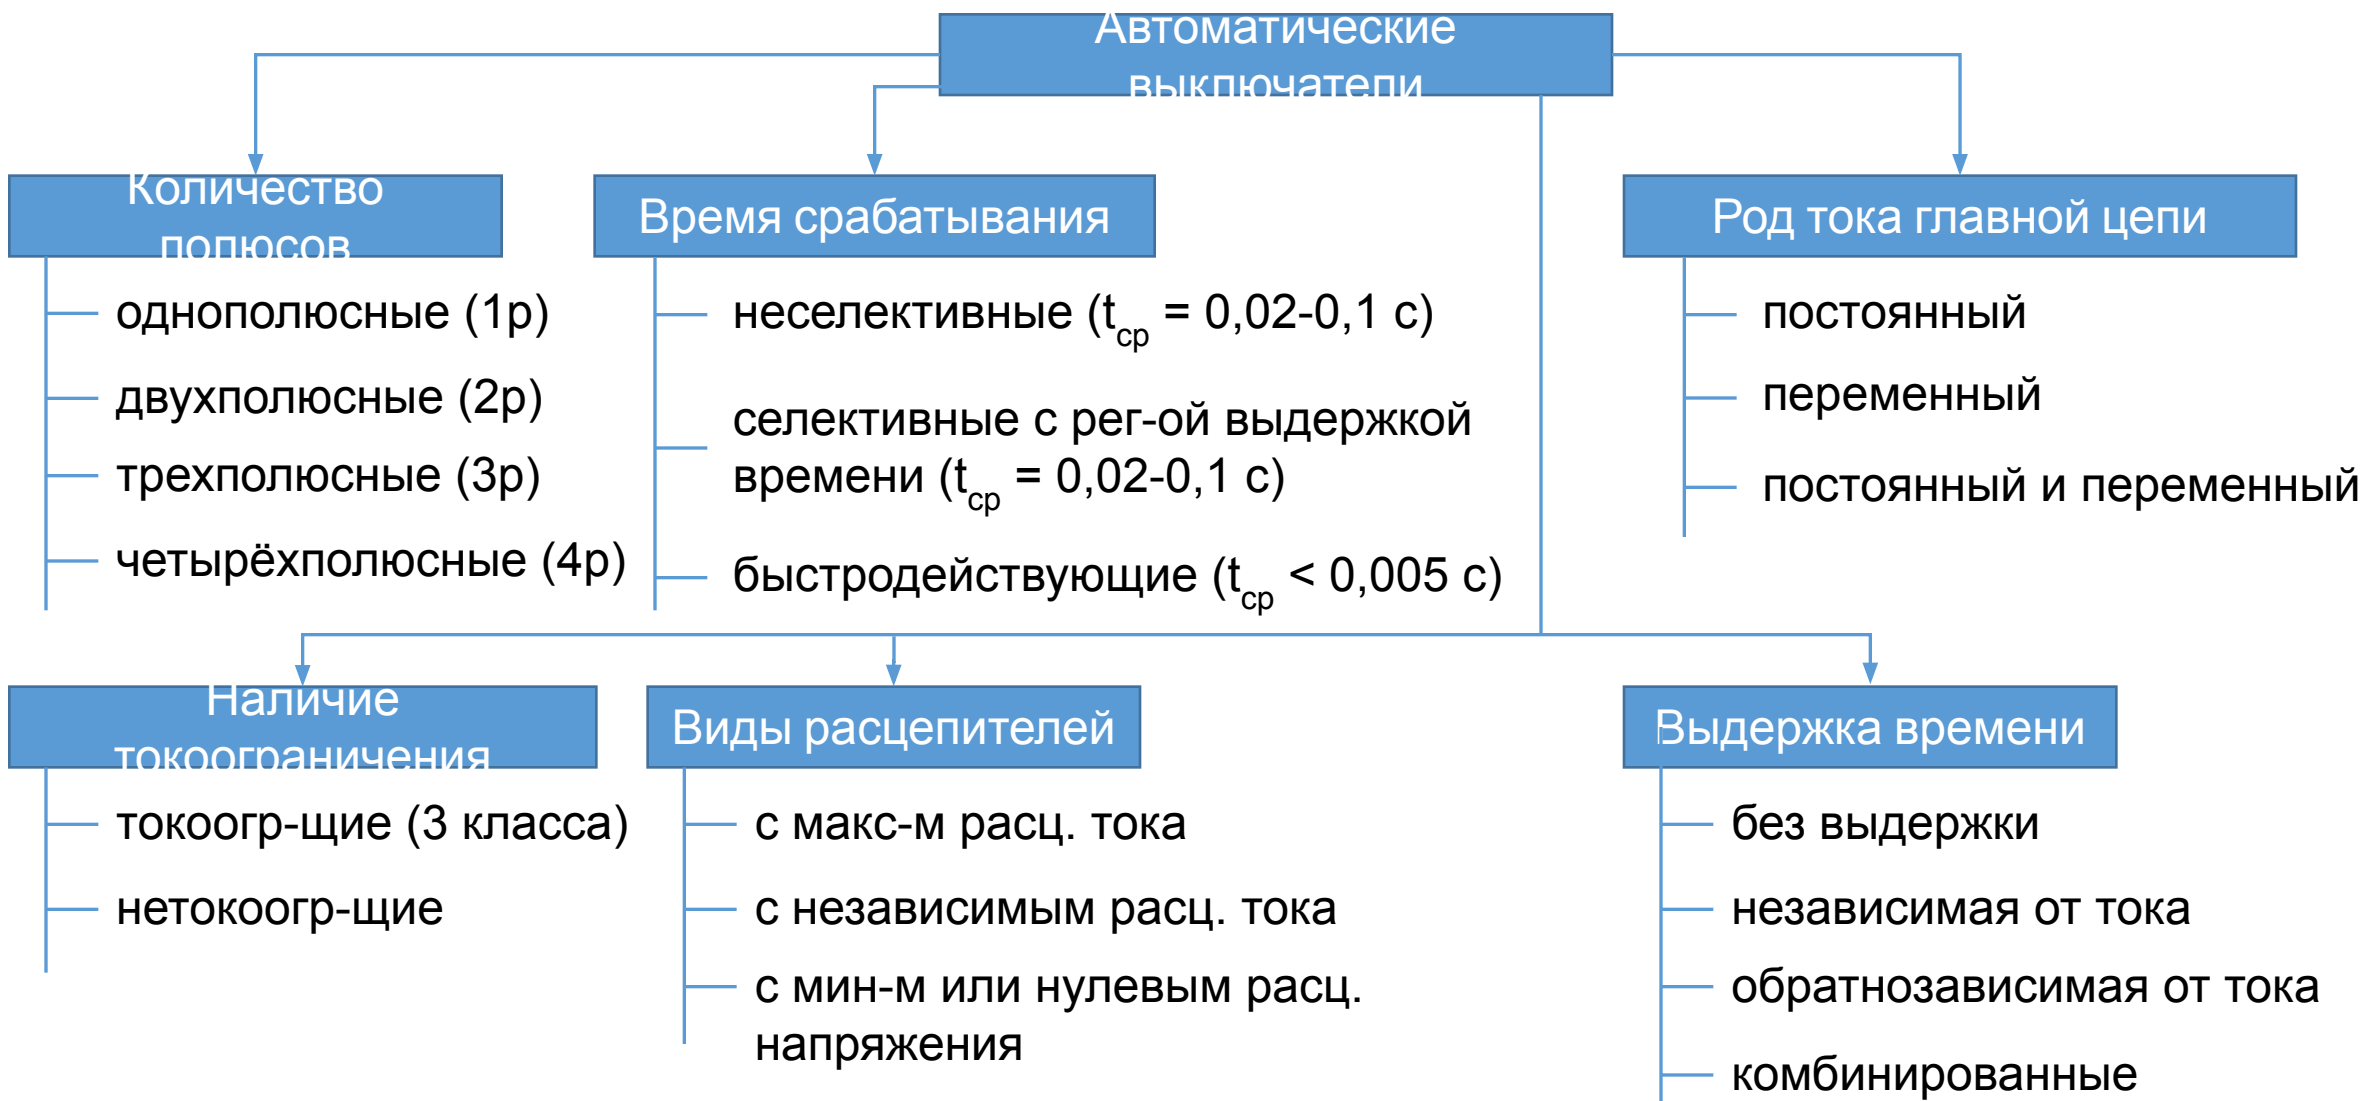 Автоматические
выключатели
Количество
полюсов
однополюсные (1р)
двухполюсные (2р)
трехполюсные (3р)
четырёхполюсные (4р)
Время срабатывания
неселективные (tср = 0,02-0,1 с)
селективные с рег-ой выдержкой
времени (tср = 0,02-0,1 с)
быстродействующие (tср < 0,005 с)
Род тока главной цепи
постоянный
переменный
постоянный и переменный
Наличие
токоограничения
токоогр-щие (3 класса)
нетокоогр-щие
Виды расцепителей
с макс-м расц. тока
с независимым расц. тока
с мин-м или нулевым расц.
напряжения
Выдержка времени
без выдержки
независимая от тока
обратнозависимая от тока
комбинированные